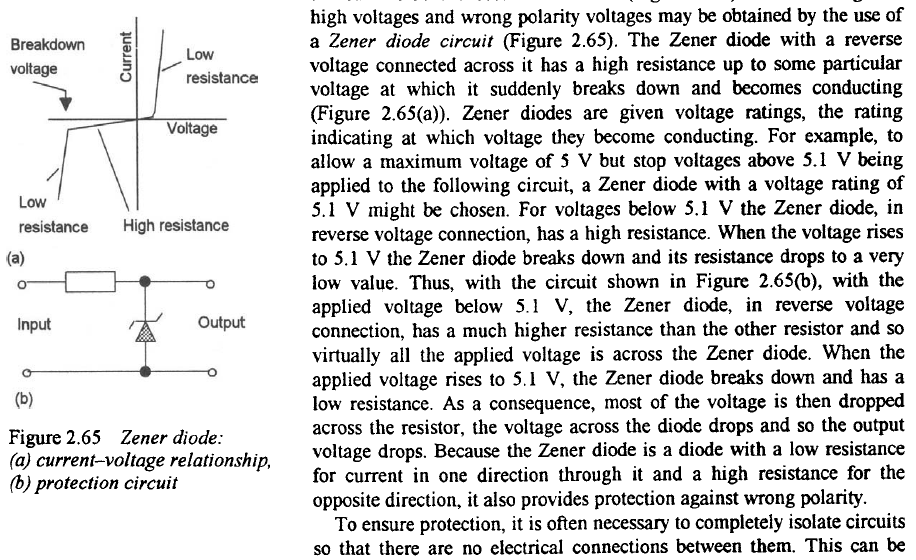 high voltages and wrong polarity voltages may be obtained by the use of
a Zener diode circuit (Figure 2.65). The Zener diode with a reverse
voltage connected across it has a high resistance up to some particular
voltage at which it suddenly breaks down and becomes conducting
(Figure 2.65(a)). Zener diodes are given voltage ratings, the rating
indicating at which voltage they become conducting. For example, to
allow a maximum voltage of 5 V but stop voltages above 5.1 V being
applied to the following circuit, a Zener diode with a voltage rating of
5.1 V might be chosen. For voltages below 5.1 V the Zener diode, in
reverse voltage connection, has a high resistance. When the voltage rises
to 5.1 V the Zener diode breaks down and its resistance drops to a very
low value. Thus, with the circuit shown in Figure 2.65(b), with the
applied voltage below 5.1 V, the Zener diode, in reverse voltage
connection, has a much higher resistance than the other resistor and so
virtually all the applied voltage is across the Zener diode. When the
applied voltage rises to 5.1 V, the Zener diode breaks down and has a
low resistance. As a consequence, most of the voltage is then dropped
across the resistor, the voltage across the diode drops and so the output
voltage drops. Because the Zener diode is a diode with a low resistance
for current in one direction through it and a high resistance for the
opposite direction, it also provides protection against wrong polarity.
To ensure protection, it is often necessary to completely isolate circuits
so that there are no electrical connections between them. This can be
Breakdown
voltage
Current
Low
resistance
Voltage
Low
resistance
High resistance
(a)
Input
Output
(b)
Figure 2.65 Zener diode:
(a) current–voltage relationship,
(b) protection circuit